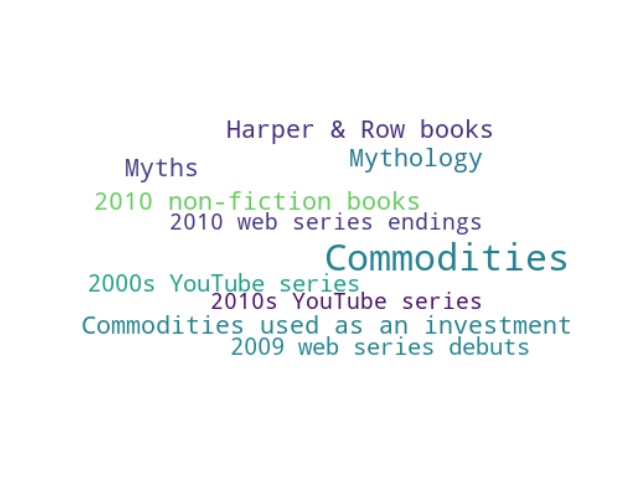 Harper & Row books
Mythology
Myths
2010 non-fiction books
2010 web series endings
Commodities
2000s YouTube series
2010s YouTube series
Commodities used as an investment
2009 web series debuts